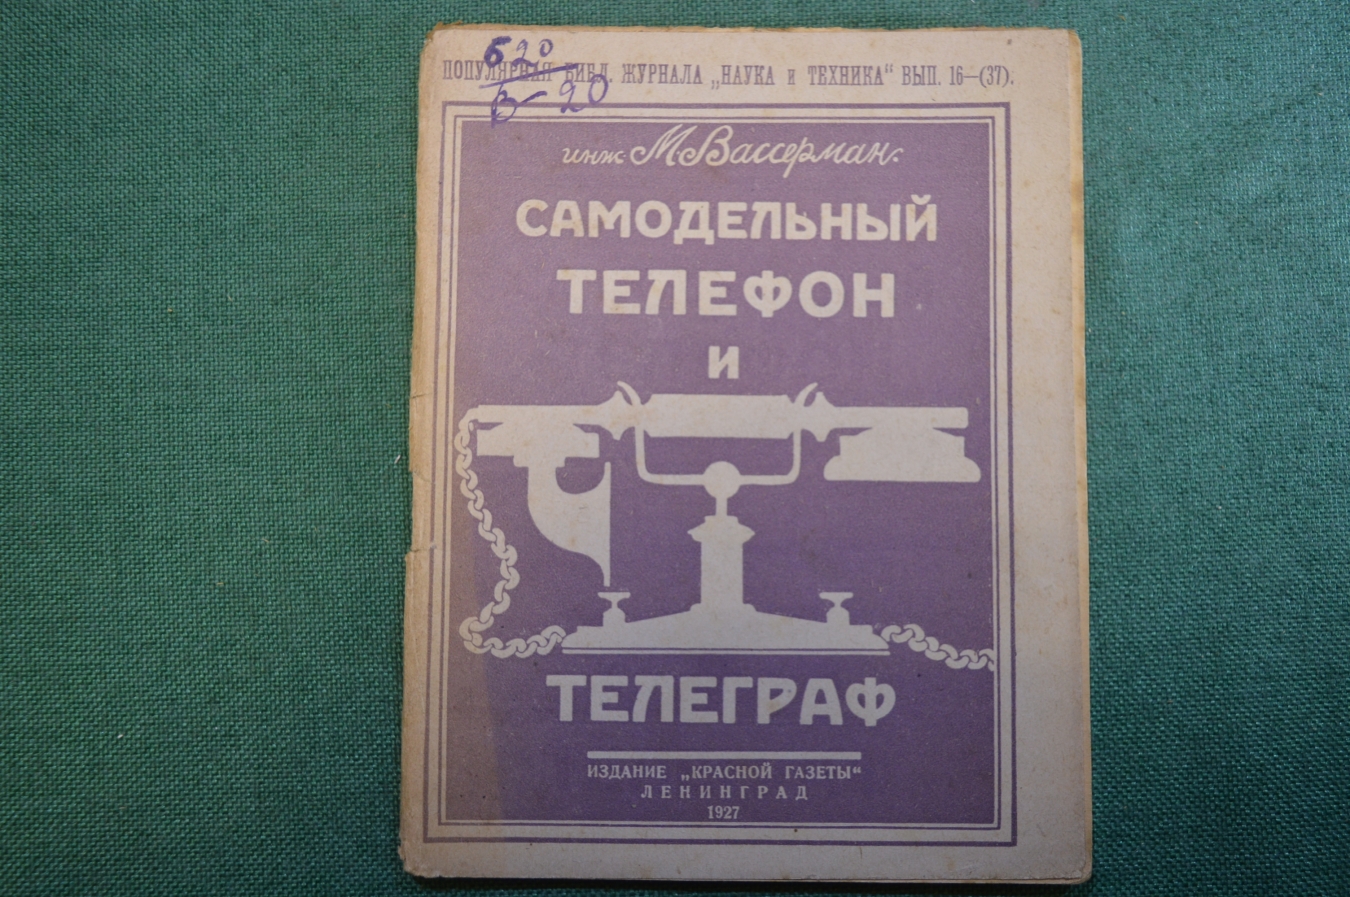 Б 20
В-20
ПОПУЛЯРНАЯ БИБЛ. ЖУРНАЛА „НАУКА и ТЕХНИКА“ ВЫП. 16—(37).
инж. М. Вассерман.
САМОДЕЛЬНЫЙ
ТЕЛЕФОН
И
ТЕЛЕГРАФ
ИЗДАНИЕ „КРАСНОЙ ГАЗЕТЫ“
ЛЕНИНГРАД
1927